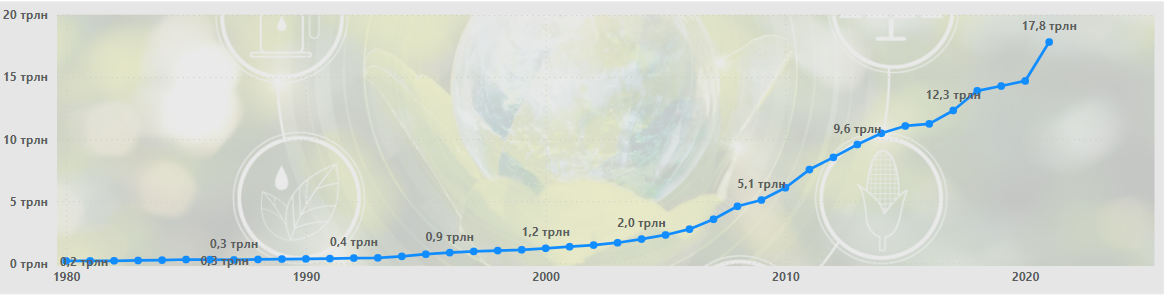 20 трлн
17,8 трлн
15 трлн
12,3 трлн
10 трлн
9,6 трлн
5 трлн
5,1 трлн
2,0 трлн
1,2 трлн
0,9 трлн
0,4 трлн
0,3 трлн
0,3 трлн
0,2 трлн
0 трлн
1980
1990
2000
2010
2020